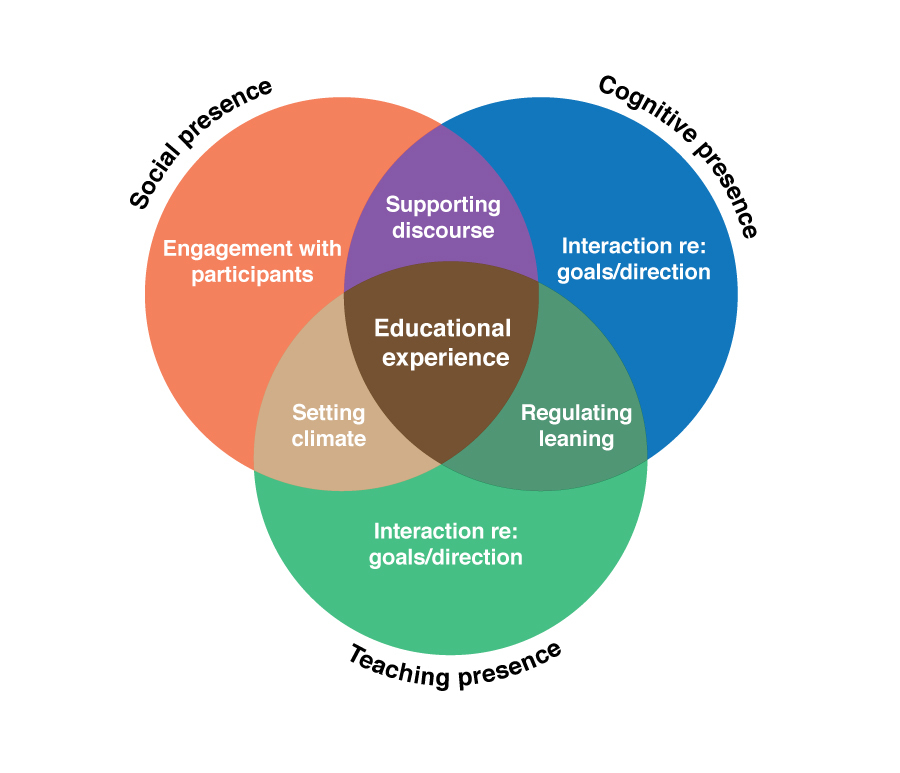 Social presence
Cognitive presence
Supporting
discourse
Engagement with
participants
Interaction re:
goals/direction
Educational
experience
Setting
climate
Regulating
leaning
Interaction re:
goals/direction
Teaching presence